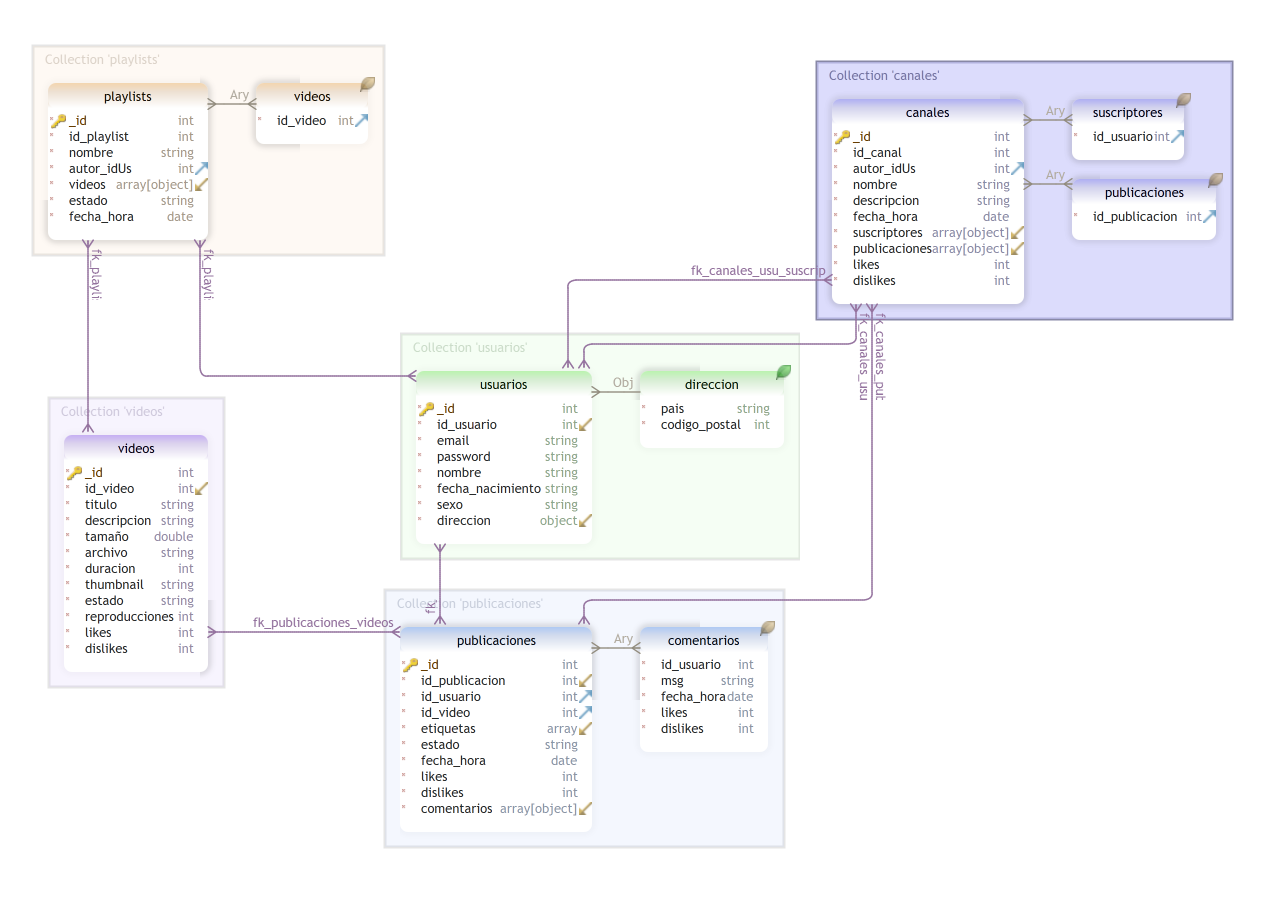 Collection 'playlists'
playlists
_id int
id_playlist int
nombre string
autor_idUs int
videos array[object]
estado string
fecha_hora date
Ary
videos
id_video int
fk_playli
fk_playli
Collection 'canales'
canales
_id int
id_canal int
autor_idUs int
nombre string
descripcion string
fecha_hora date
suscriptores array[object]
publicaciones array[object]
likes int
dislikes int
Ary
suscriptores
id_usuario int
Ary
publicaciones
id_publicacion int
fk_canales_usu_suscrip
fk_canales_usu
fk_canales_put
Collection 'usuarios'
usuarios
_id int
id_usuario int
email string
password string
nombre string
fecha_nacimiento string
sexo string
direccion object
Obj
direccion
pais string
codigo_postal int
Collection 'videos'
videos
_id int
id_video int
titulo string
descripcion string
tamaño double
archivo string
duracion int
thumbnail string
estado string
reproducciones int
likes int
dislikes int
fk_publicaciones_videos
fk_
Collection 'publicaciones'
publicaciones
_id int
id_publicacion int
id_usuario int
id_video int
etiquetas array
estado string
fecha_hora date
likes int
dislikes int
comentarios array[object]
Ary
comentarios
id_usuario int
msg string
fecha_hora date
likes int
dislikes int